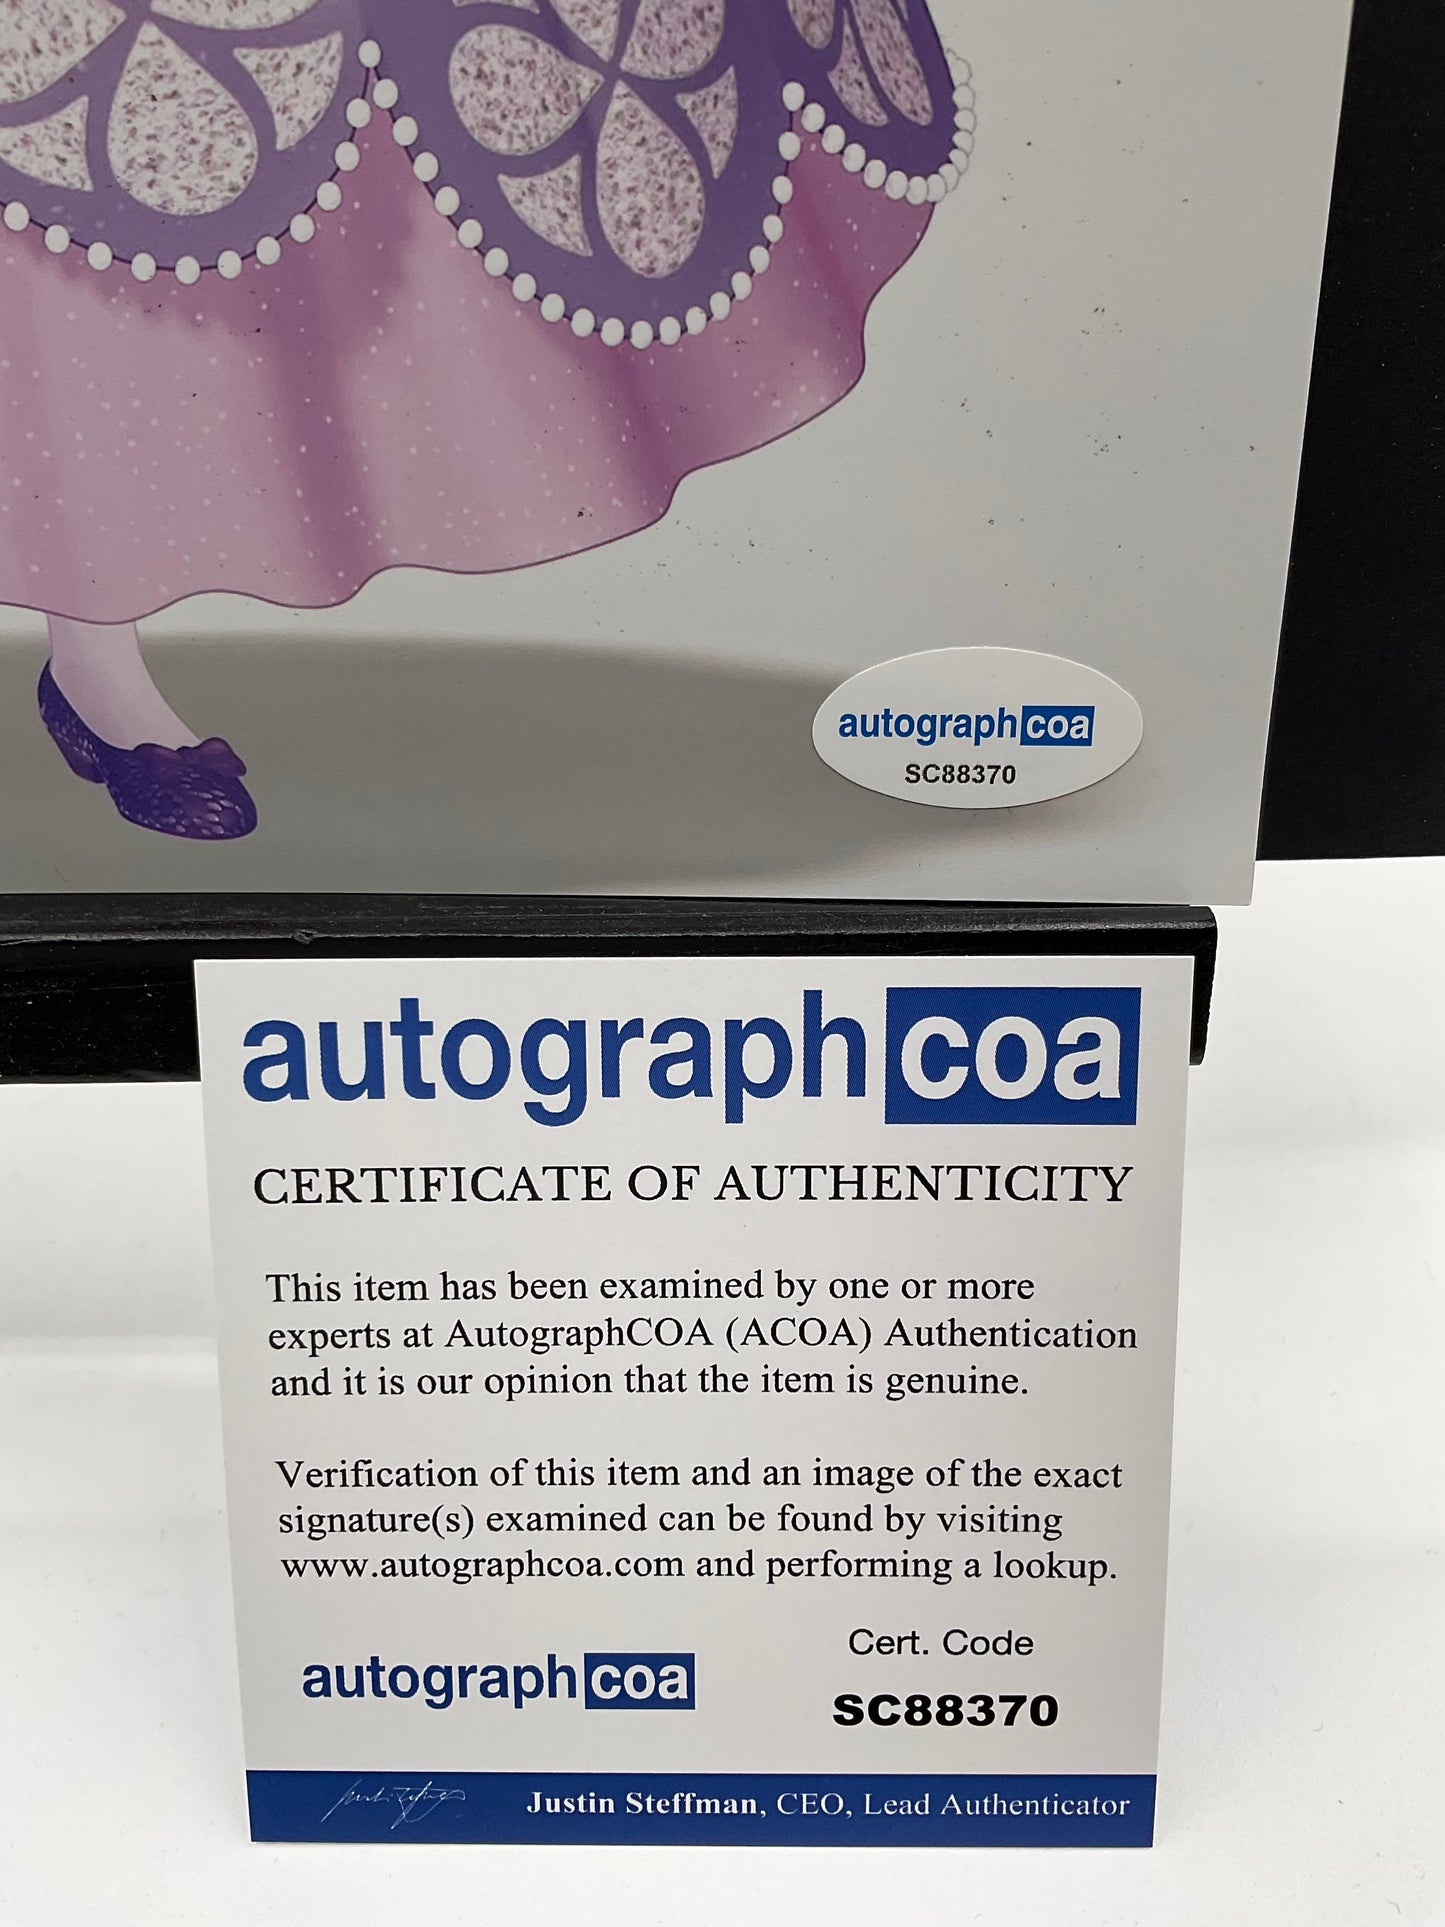 autographcoa
SC88370
autographcoa
CERTIFICATE OF AUTHENTICITY
This item has been examined by one or more
experts at AutographCOA (ACOA) Authentication
and it is our opinion that the item is genuine.
Verification of this item and an image of the exact
signature(s) examined can be found by visiting
www.autographcoa.com and performing a lookup.
Cert. Code
autographcoa
SC88370
Justin Steffman, CEO, Lead Authenticator